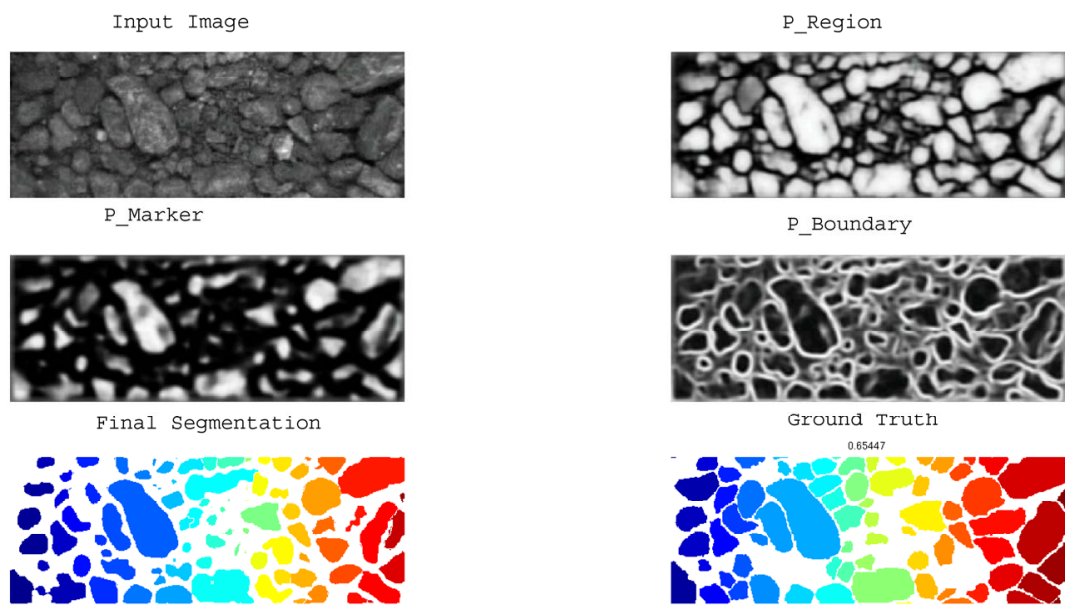 Input Image
P_Region
P_Marker
P_Boundary
Final Segmentation
Ground Truth
0.65447